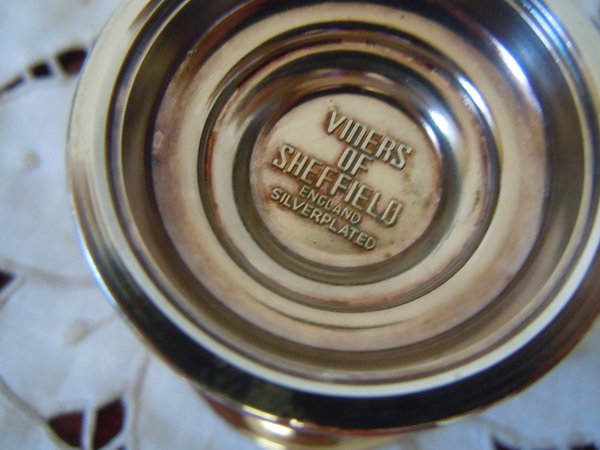 VINERS
OF
SHEFFIELD
ENGLAND
SILVERPLATED